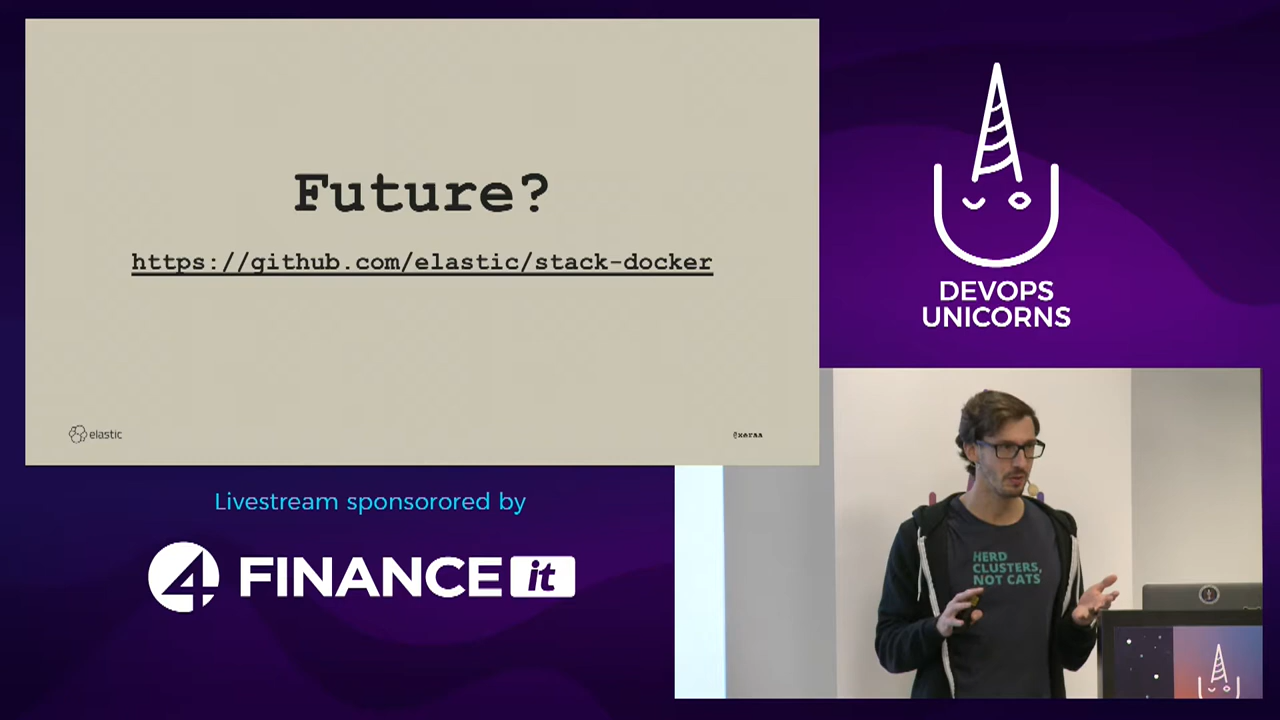 Future?
https://github.com/elastic/stack-docker
elastic
@xeraa
DEVOPS
UNICORNS
Livestream sponsorored by
4FINANCE it
HERD
CLUSTERS,
NOT CATS